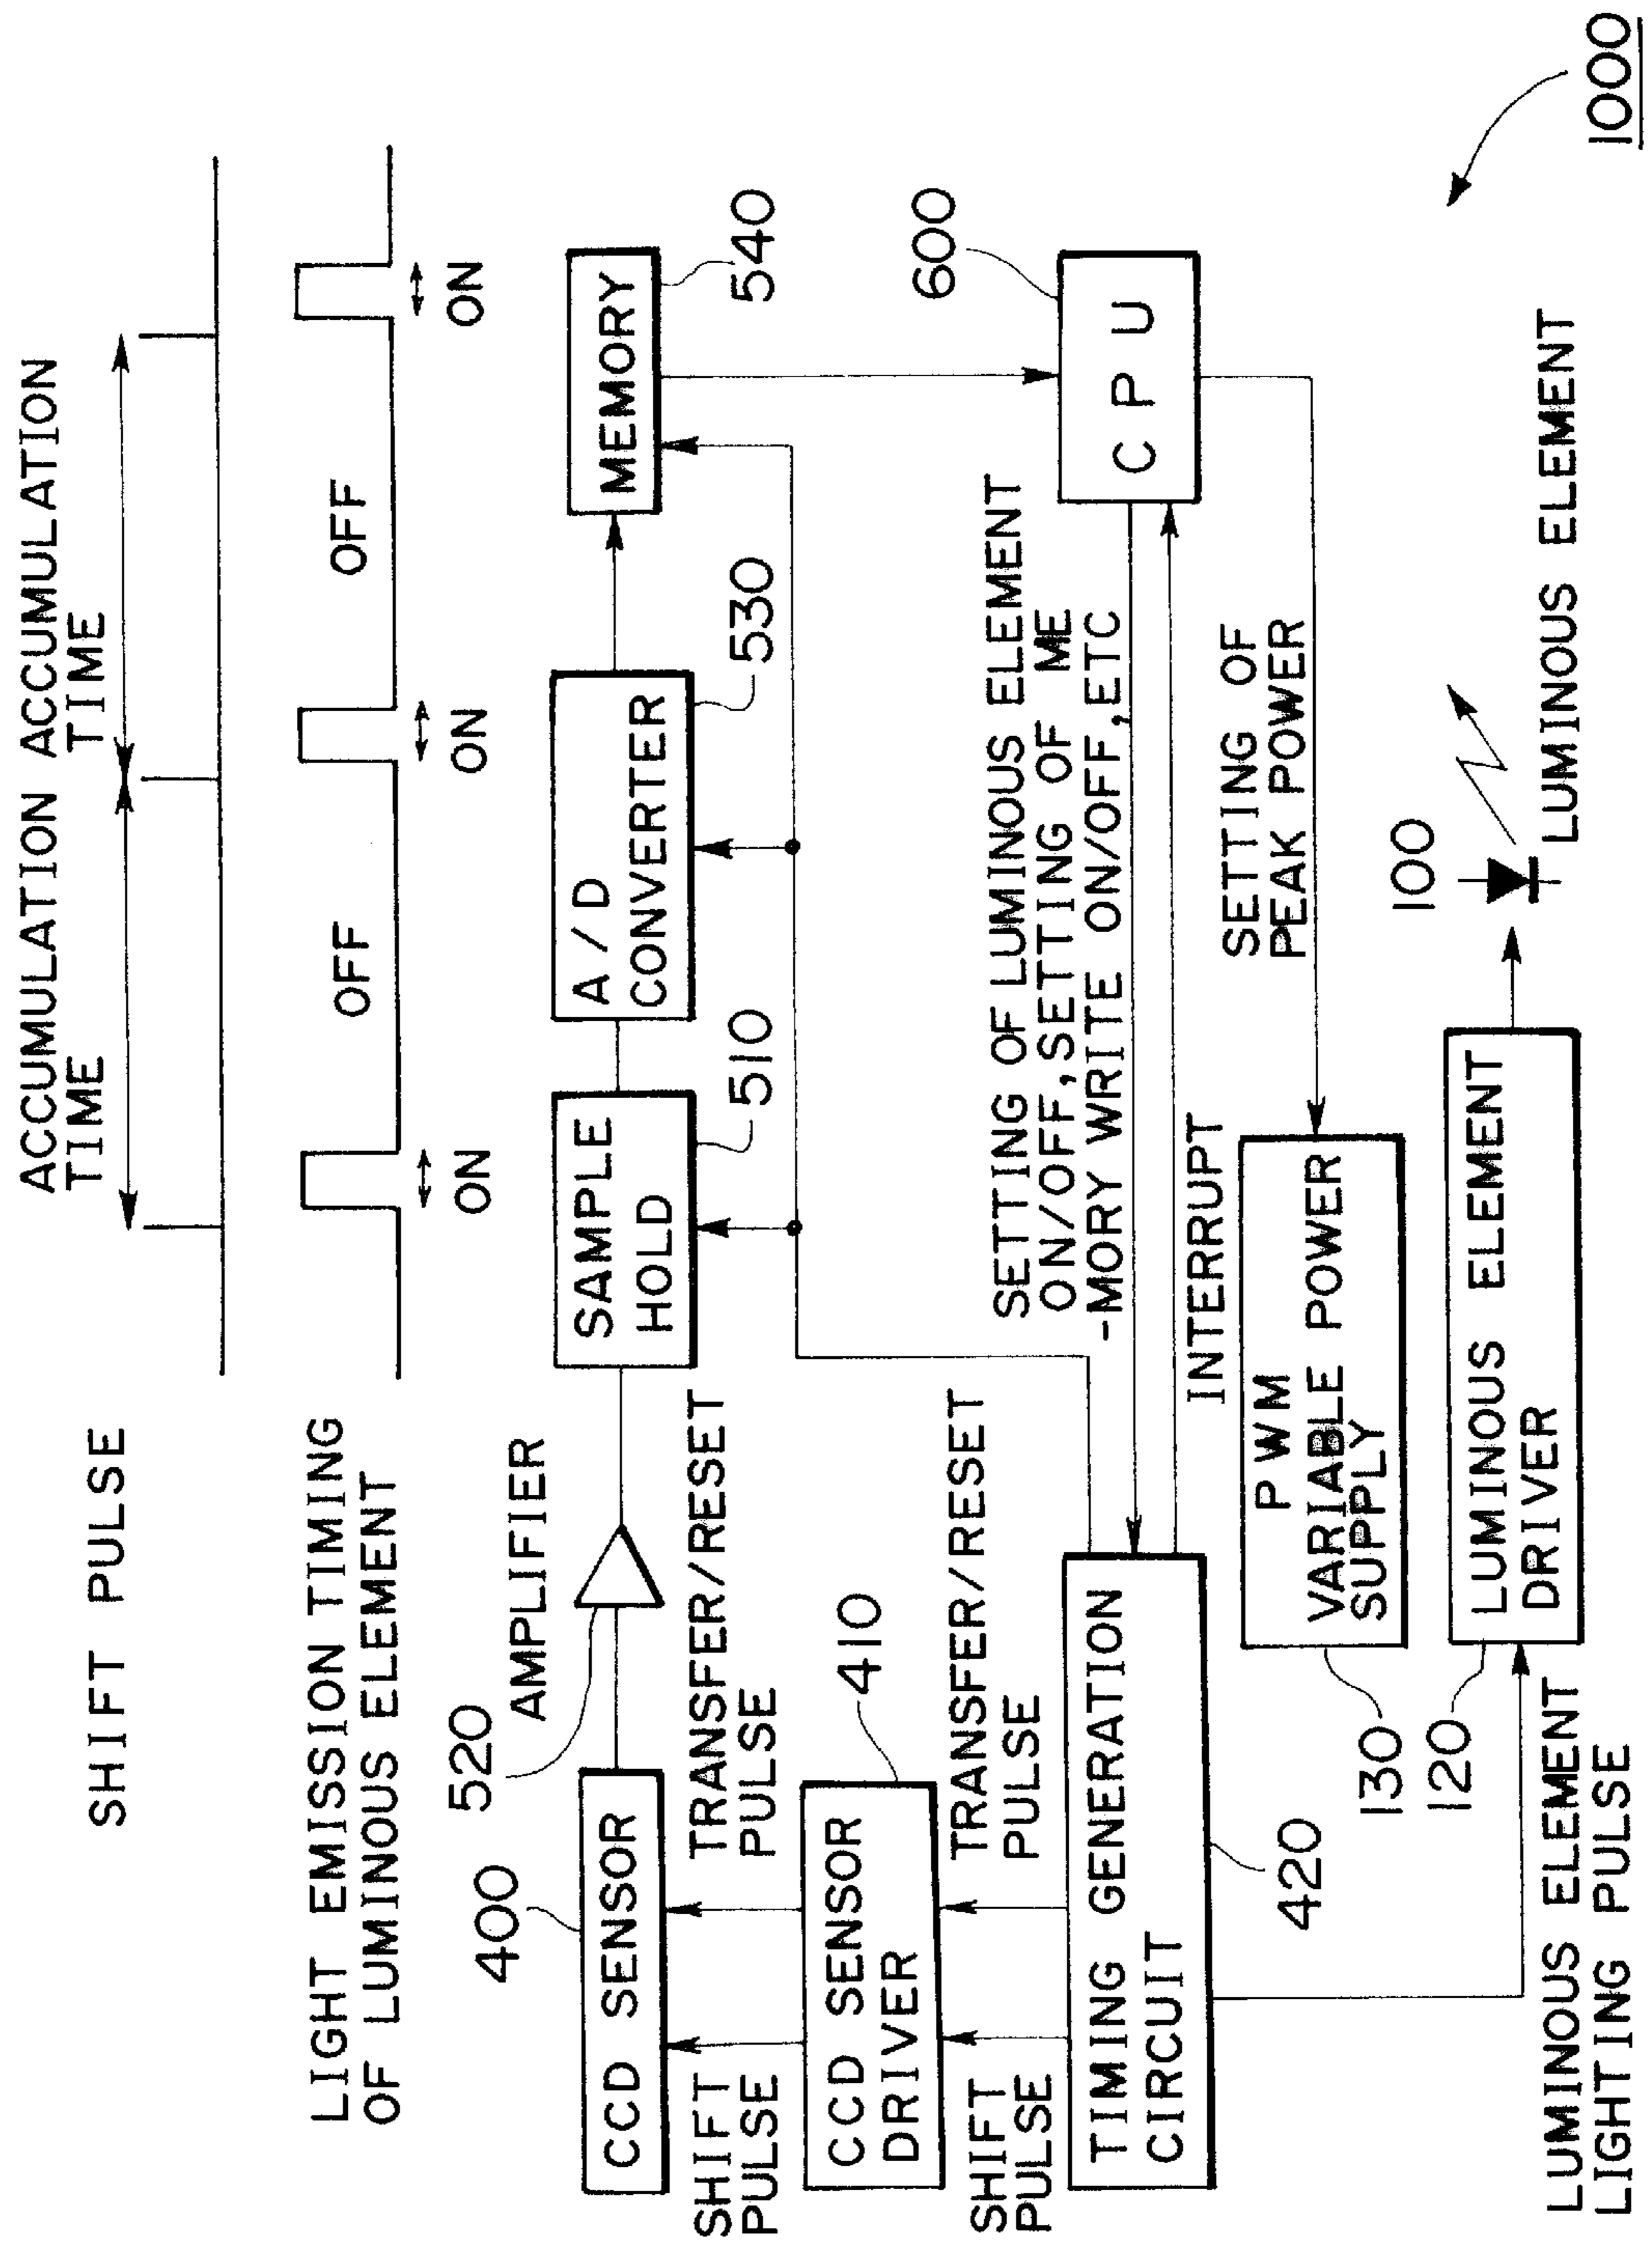 ACCUMULATION ACCUMULATION
TIME TIME
SHIFT PULSE
LIGHT EMISSION TIMING
OF LUMINOUS ELEMENT
OFF
OFF
ON
ON
ON
520
AMPLIFIER
400
CCD SENSOR
SAMPLE
HOLD
510
A/D
CONVERTER
530
MEMORY
540
SHIFT
PULSE
TRANSFER/RESET
PULSE
CCD SENSOR
DRIVER
410
SHIFT
PULSE
TRANSFER/RESET
PULSE
SETTING OF LUMINOUS ELEMENT
ON/OFF,SETTING OF ME
-MORY WRITE ON/OFF,ETC
600
CPU
TIMING GENERATION
CIRCUIT
420
INTERRUPT
SETTING OF
PEAK POWER
PWM
VARIABLE POWER
SUPPLY
130
120
LUMINOUS ELEMENT
DRIVER
100
LUMINOUS ELEMENT
LUMINOUS ELEMENT
LIGHTING PULSE
1000